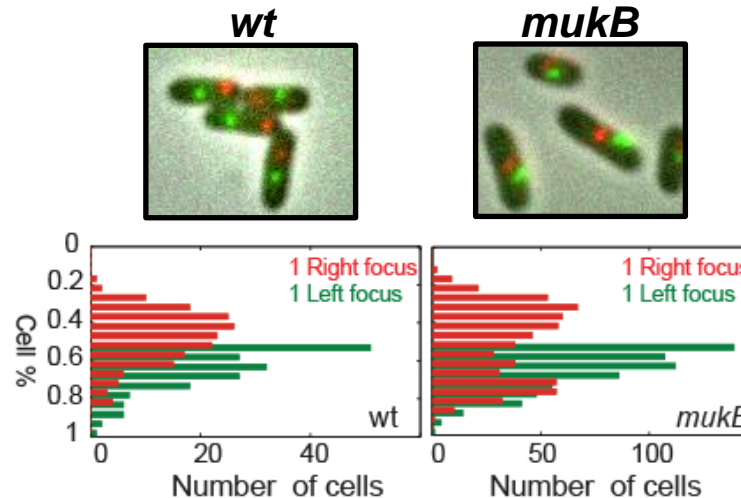 wt
mukB
0
0.2
0.4
0.6
0.8
1
Cell %
1 Right focus
1 Left focus
wt
0
20
40
Number of cells
1 Right focus
1 Left focus
mukB
0
50
100
Number of cells